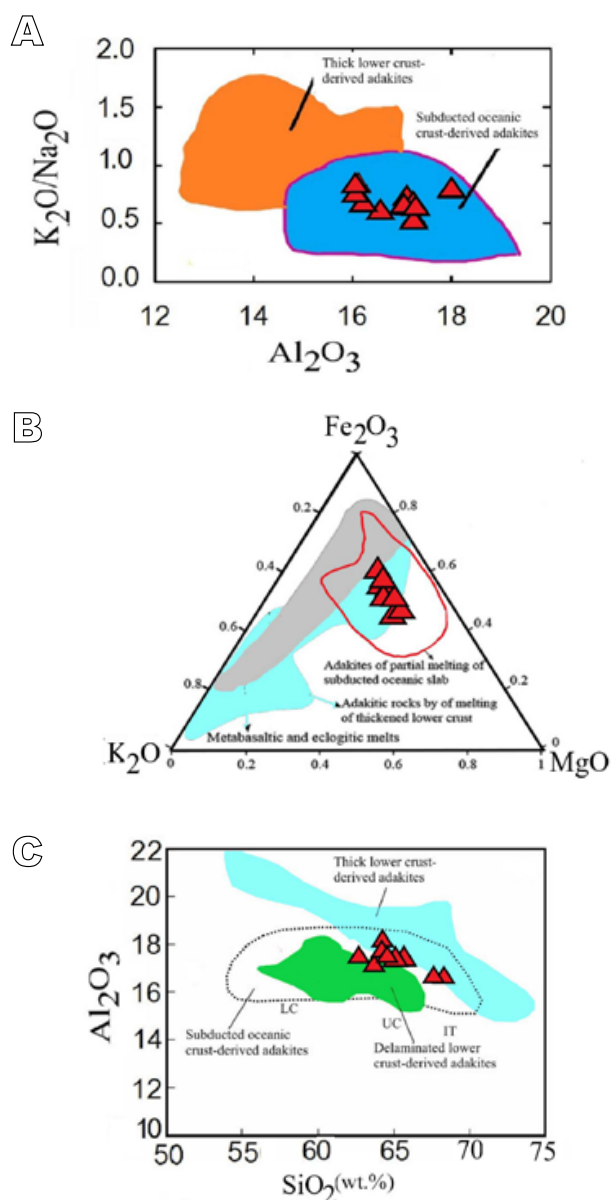 A
2.0
1.5
1.0
0.5
0.0
K2O/Na2O
Thick lower crust-
derived adakites
Subducted oceanic
crust-derived adakites
12 14 16 18 20
Al2O3
B
Fe2O3
0.2 0.8
0.4 0.6
0.6 0.4
Adakites of partial melting of
subducted oceanic slab
0.8 0.2
Adakitic rocks by of melting
of thickened lower crust
Metabasaltic and eclogitic melts
K2O 0 MgO
0 0.2 0.4 0.6 0.8 1
C
22
20
18
16
14
12
10
Al2O3
Thick lower crust-
derived adakites
LC
UC
IT
Subducted oceanic
crust-derived adakites
Delaminated lower
crust-derived adakites
50 55 60 65 70 75
SiO2(wt.%)